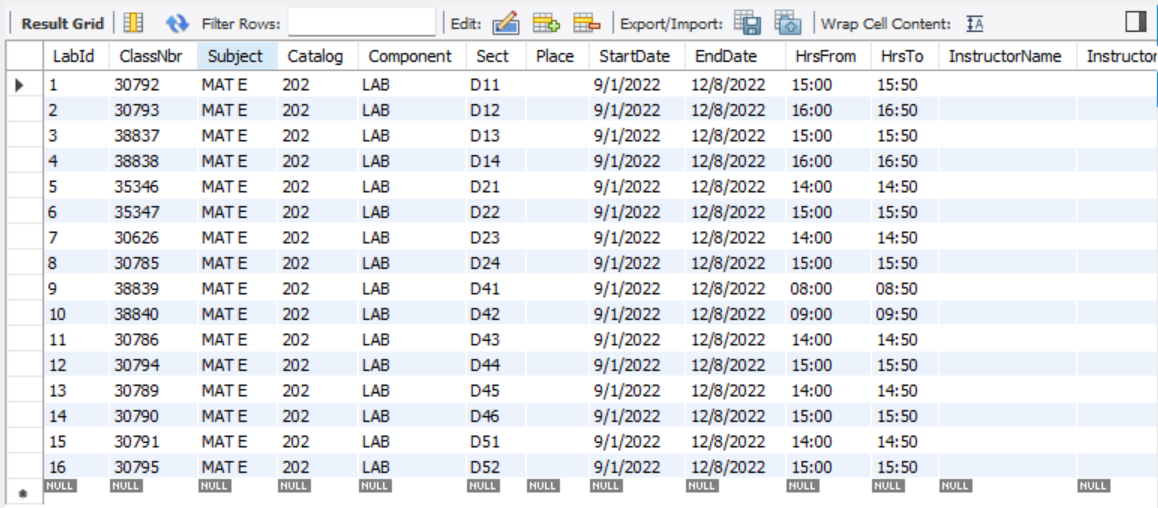 Result Grid Filter Rows: Edit: Export/Import: Wrap Cell Content: IA
LabId ClassNbr Subject Catalog Component Sect Place StartDate EndDate HrsFrom HrsTo InstructorName Instructor
1 30792 MAT E 202 LAB D11 9/1/2022 12/8/2022 15:00 15:50
2 30793 MAT E 202 LAB D12 9/1/2022 12/8/2022 16:00 16:50
3 38837 MAT E 202 LAB D13 9/1/2022 12/8/2022 15:00 15:50
4 38838 MAT E 202 LAB D14 9/1/2022 12/8/2022 16:00 16:50
5 35346 MAT E 202 LAB D21 9/1/2022 12/8/2022 14:00 14:50
6 35347 MAT E 202 LAB D22 9/1/2022 12/8/2022 15:00 15:50
7 30626 MAT E 202 LAB D23 9/1/2022 12/8/2022 14:00 14:50
8 30785 MAT E 202 LAB D24 9/1/2022 12/8/2022 15:00 15:50
9 38839 MAT E 202 LAB D41 9/1/2022 12/8/2022 08:00 08:50
10 38840 MAT E 202 LAB D42 9/1/2022 12/8/2022 09:00 09:50
11 30786 MAT E 202 LAB D43 9/1/2022 12/8/2022 14:00 14:50
12 30794 MAT E 202 LAB D44 9/1/2022 12/8/2022 15:00 15:50
13 30789 MAT E 202 LAB D45 9/1/2022 12/8/2022 14:00 14:50
14 30790 MAT E 202 LAB D46 9/1/2022 12/8/2022 15:00 15:50
15 30791 MAT E 202 LAB D51 9/1/2022 12/8/2022 14:00 14:50
16 30795 MAT E 202 LAB D52 9/1/2022 12/8/2022 15:00 15:50
NULL NULL NULL NULL NULL NULL NULL NULL NULL NULL NULL NULL NULL